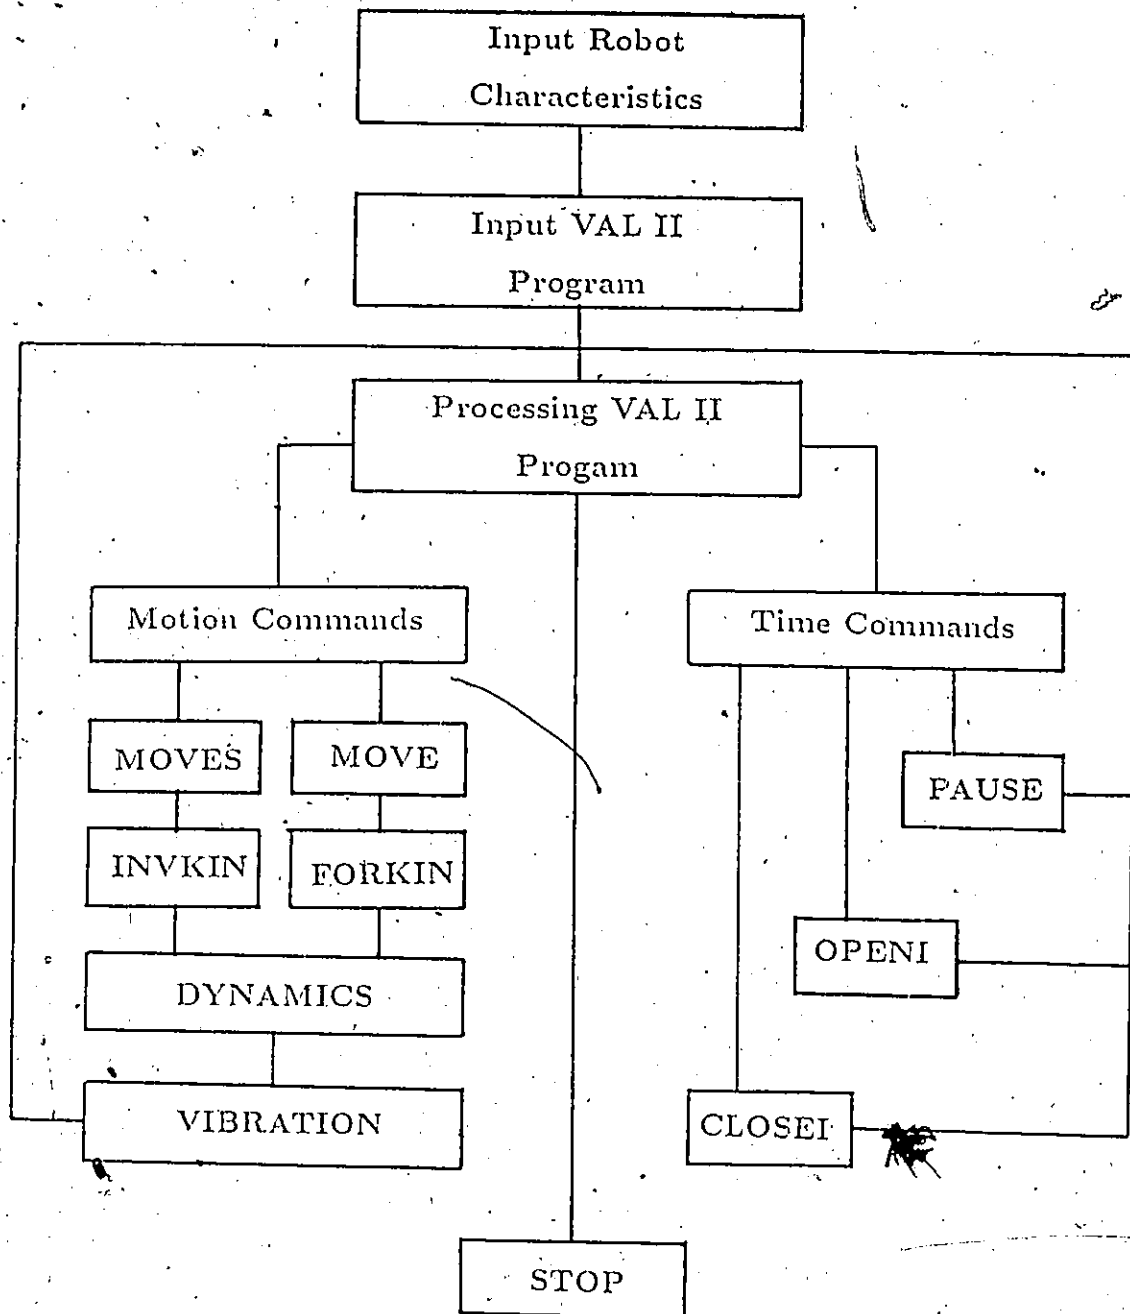 Input Robot
Characteristics
Input VAL II
Program
Processing VAL II
Progam
Motion Commands
Time Commands
MOVES
MOVE
PAUSE
INVKIN
FORKIN
OPENI
DYNAMICS
VIBRATION
CLOSEI
STOP